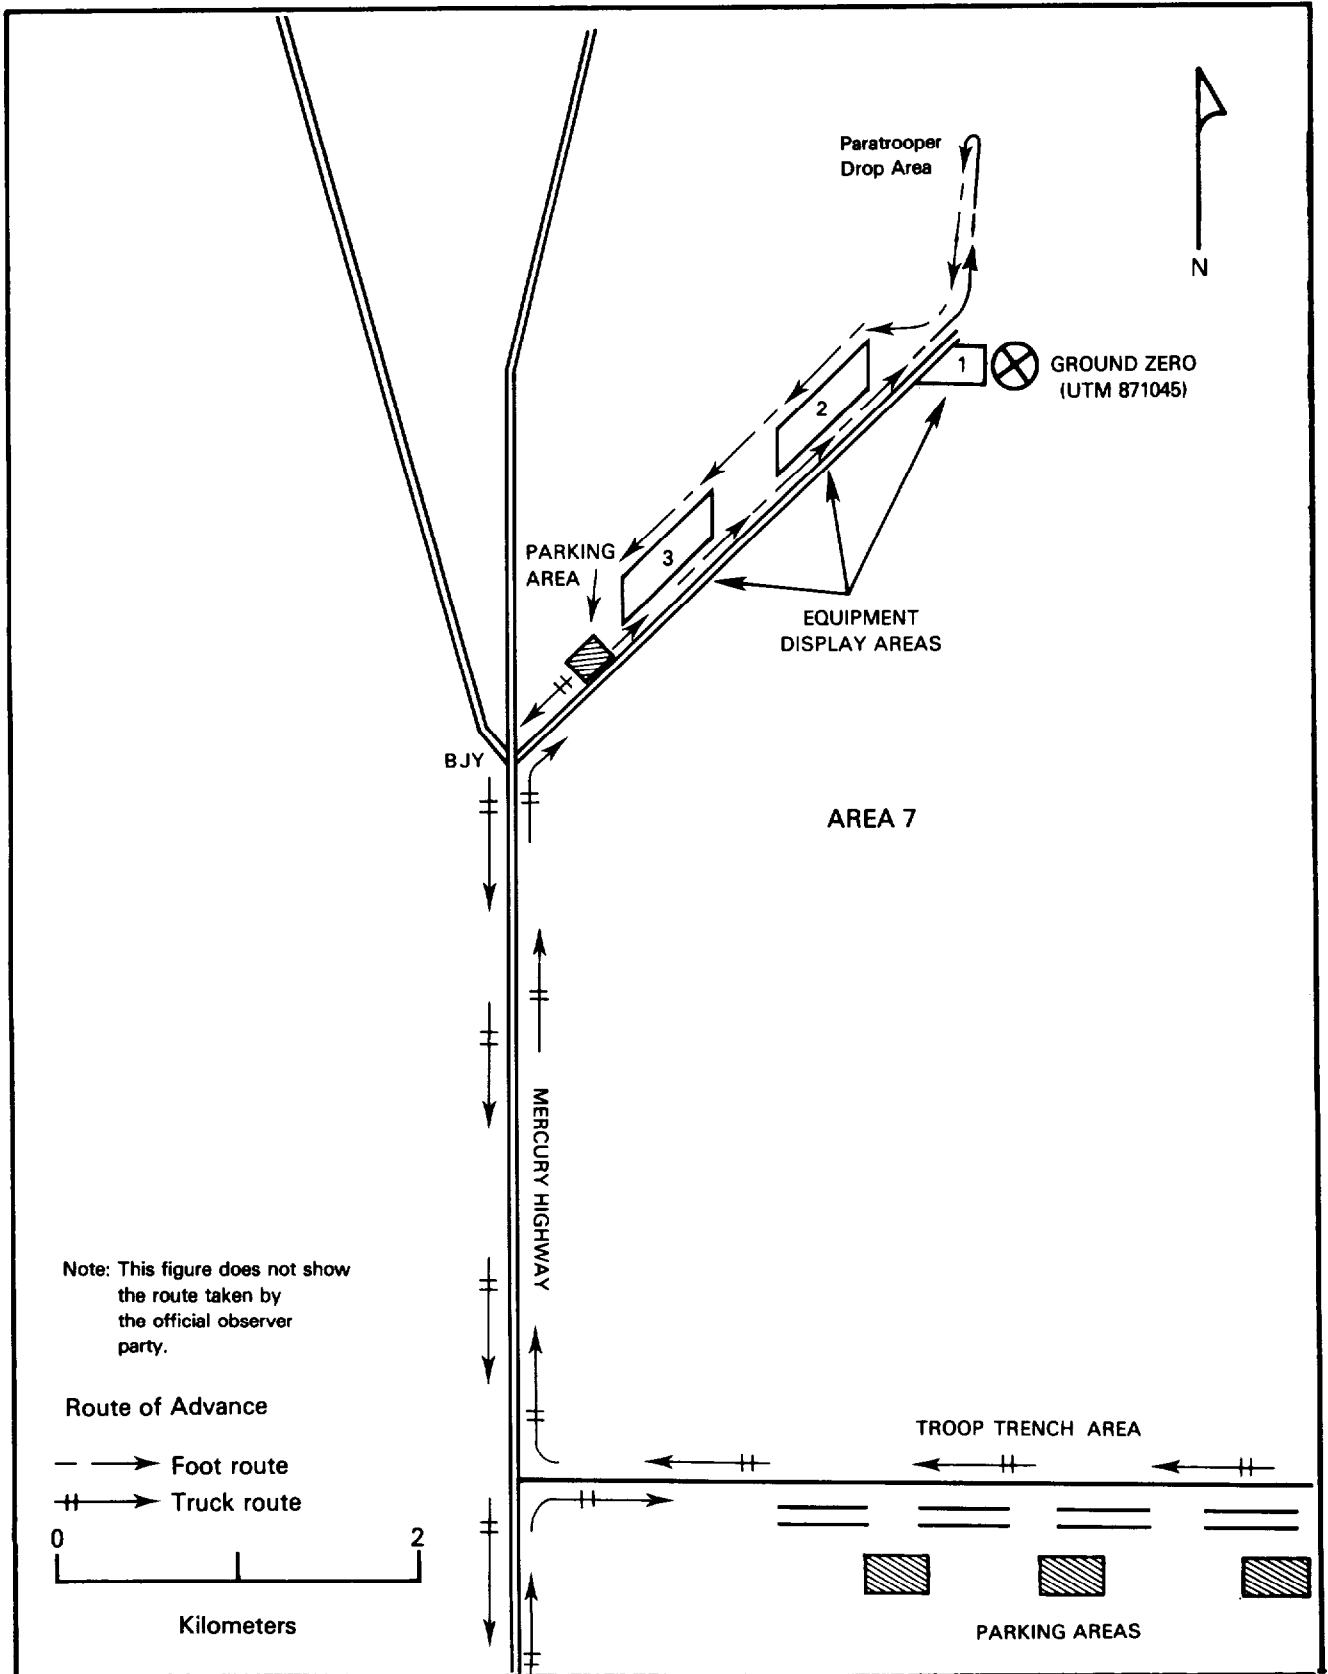 Paratrooper
Drop Area
N
1
GROUND ZERO
(UTM 871045)
2
3
PARKING
AREA
EQUIPMENT
DISPLAY AREAS
BJY
AREA 7
MERCURY HIGHWAY
Note: This figure does not show
the route taken by
the official observer
party.
Route of Advance
Foot route
Truck route
0 2
Kilometers
TROOP TRENCH AREA
PARKING AREAS